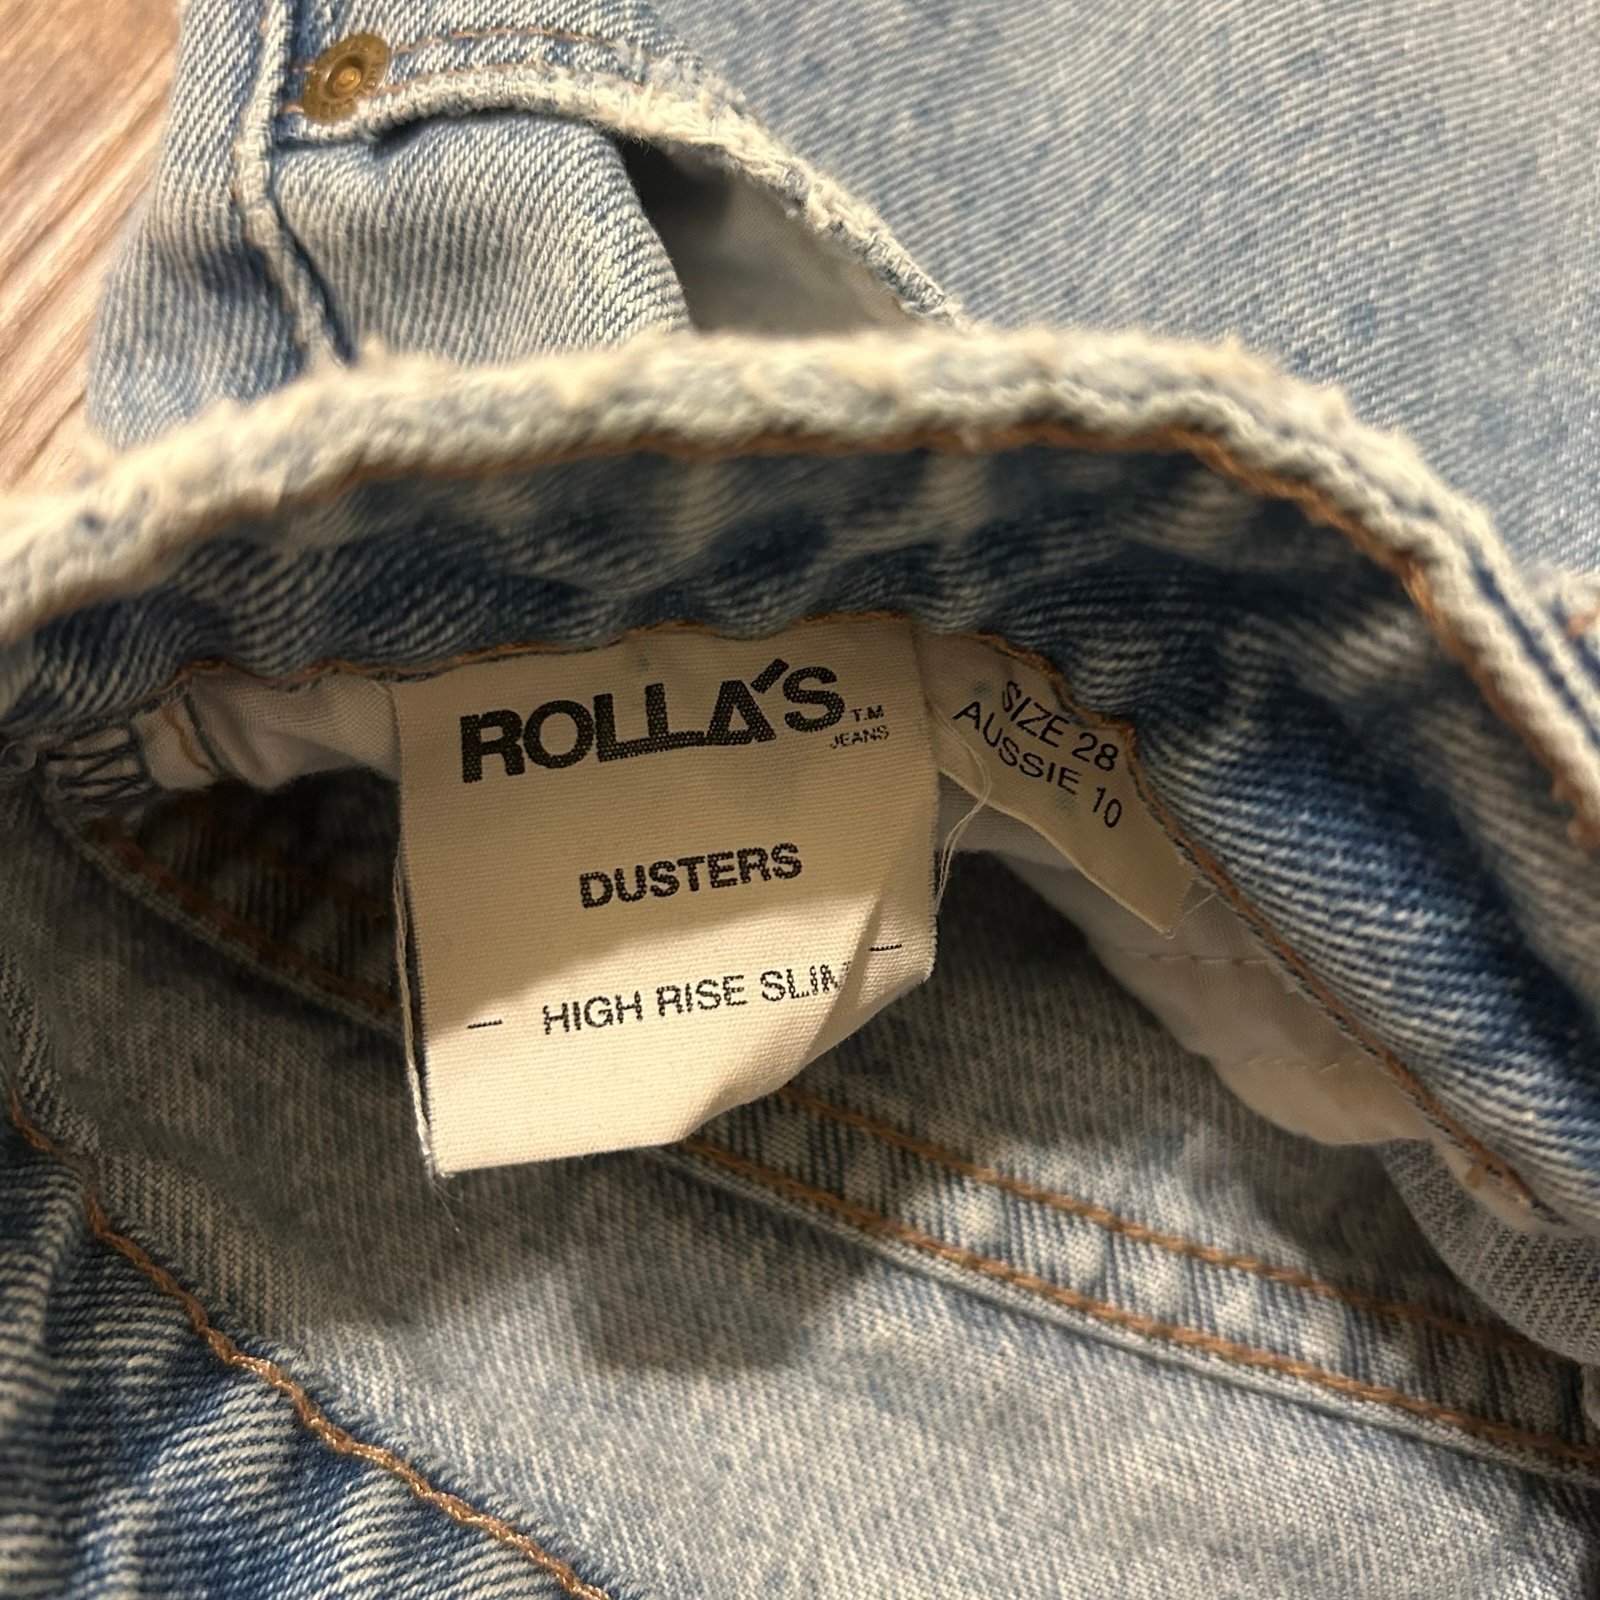 ROLLA'S T.M
JEANS
DUSTERS
— HIGH RISE SLIM —
SIZE 28
AUSSIE 10